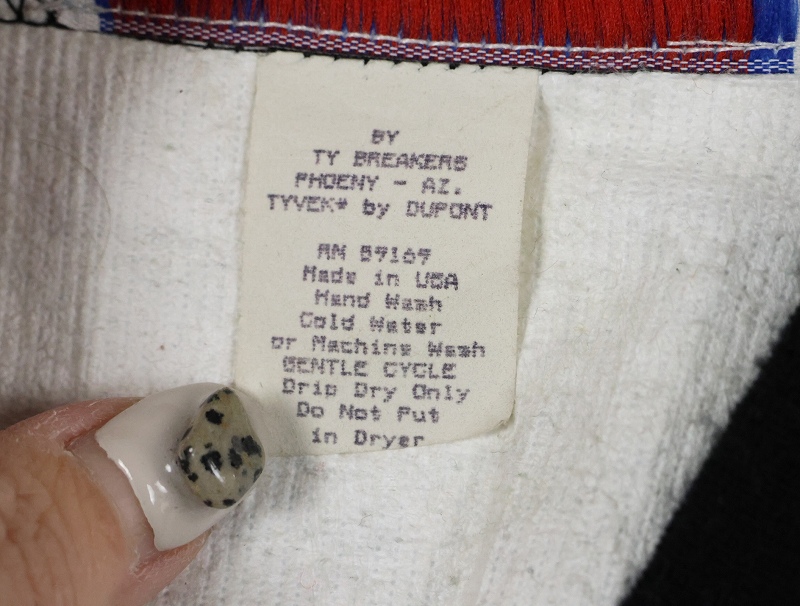 BY
TY BREAKERS
PHOENY - AZ.
TYVEK* by DUPONT
RN 59169
Made in USA
Hand Wash
Cold Water
or Machine Wash
GENTLE CYCLE
Drip Dry Only
Do Not Put
in Dryer